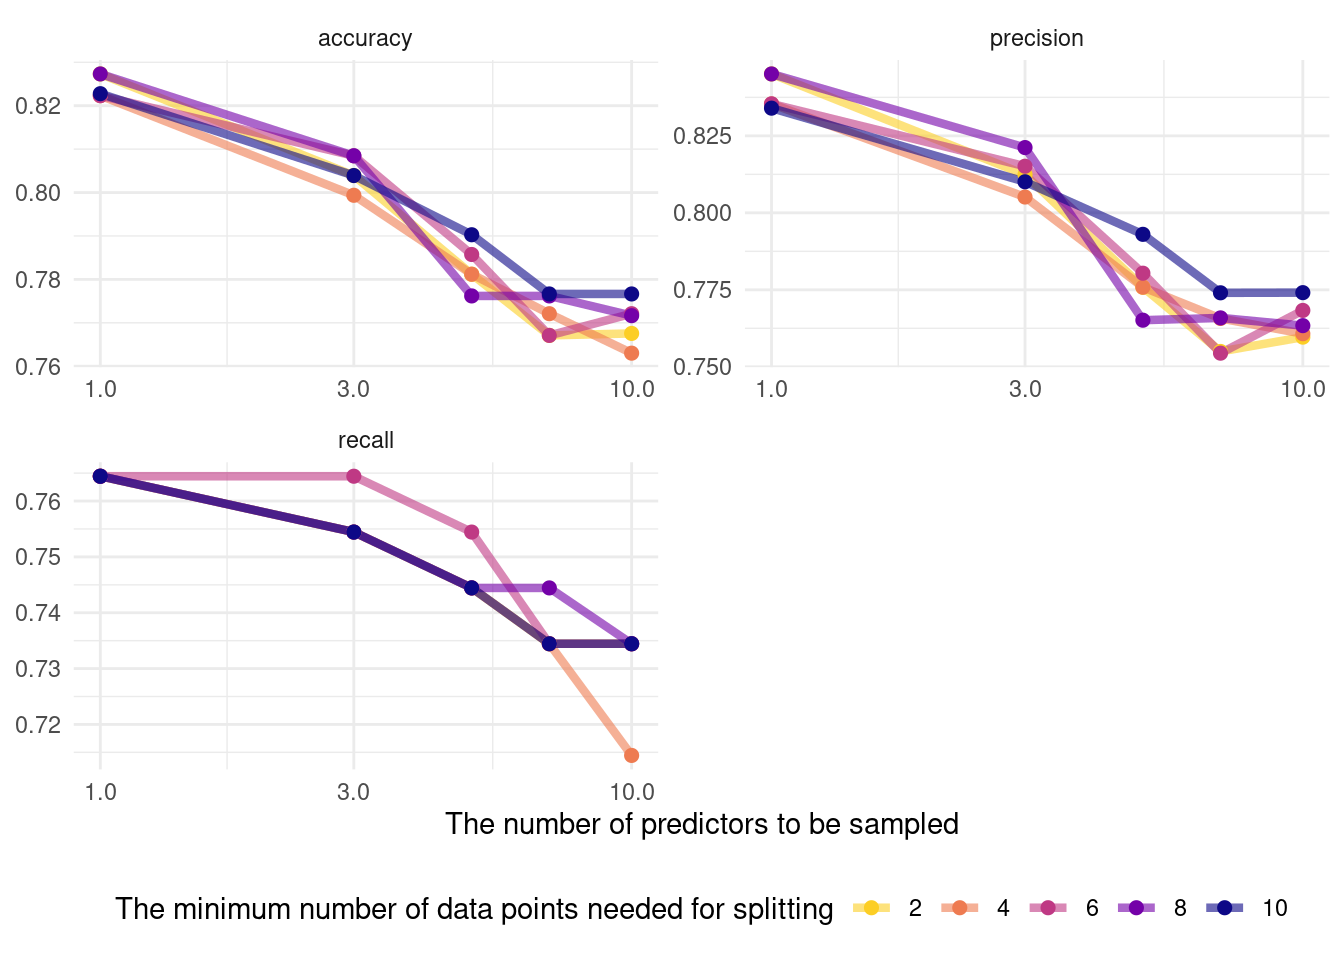 accuracy
0.82
0.80
0.78
0.76
1.0 3.0 10.0
precision
0.825
0.800
0.775
0.750
1.0 3.0 10.0
recall
0.76
0.75
0.74
0.73
0.72
1.0 3.0 10.0
The number of predictors to be sampled
The minimum number of data points needed for splitting 2 4 6 8 10